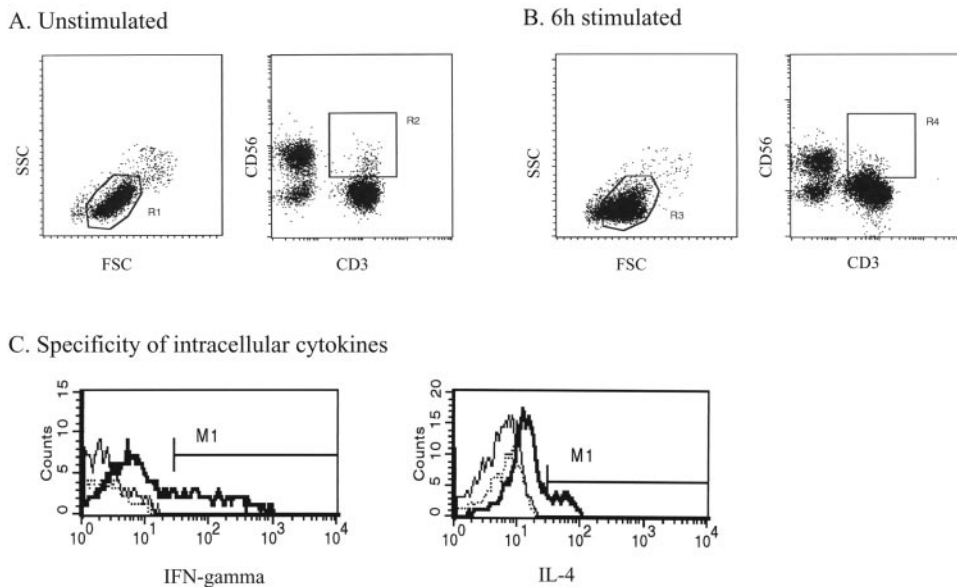 A. Unstimulated
B. 6h stimulated
SSC
R1
FSC
CD56
R2
CD3
SSC
R3
FSC
CD56
R4
CD3
C. Specificity of intracellular cytokines
Counts
15
10
5
0
M1
10^0 10^1 10^2 10^3 10^4
IFN-gamma
Counts
20
15
10
5
0
M1
10^0 10^1 10^2 10^3 10^4
IL-4